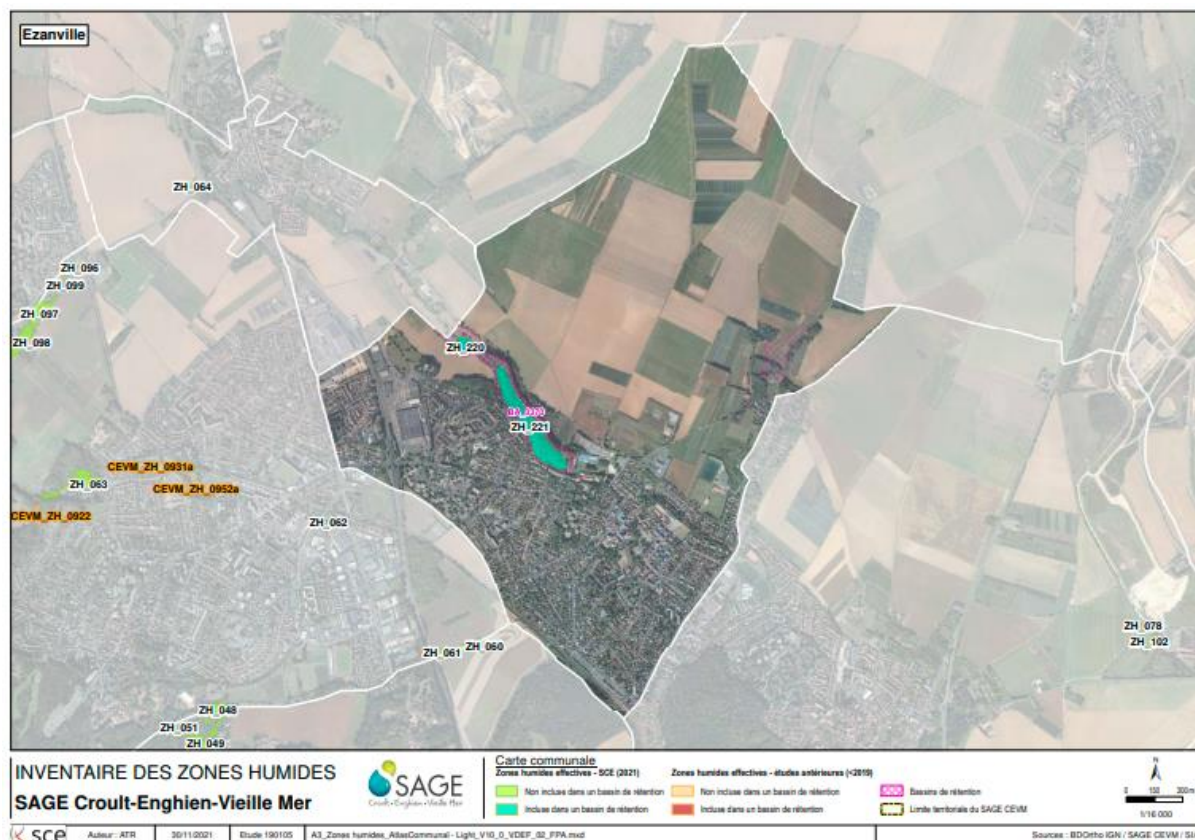 Ezanville
ZH_064
ZH_096
ZH_099
ZH_097
ZH_098
ZH_220
ZH_221
CEVM_ZH_0931a
ZH_063
CEVM_ZH_0952a
CEVM_ZH_0922
ZH_062
ZH_078
ZH_102
ZH_061
ZH_060
ZH_048
ZH_051
ZH_049
INVENTAIRE DES ZONES HUMIDES
SAGE Croult-Enghien-Vieille Mer
SAGE
Croult-Enghien-Vieille Mer
Carte communale
Zones humides effectives - SCE (2021)
Non incluse dans un bassin de rétention
Incluse dans un bassin de rétention
Zones humides effectives - études antérieures (<2019)
Non incluse dans un bassin de rétention
Incluse dans un bassin de rétention
Bassins de rétention
Limite territoriale du SAGE CEVM
N
0 150 300m
1/16 000
sce
Auteur : ATR
30/11/2021
Etude 190105
A3_Zones humides_AtlasCommunal - Light_V10_0_VDEF_02_FPA.mxd
Sources : BDOrtho IGN / SAGE CEVM /